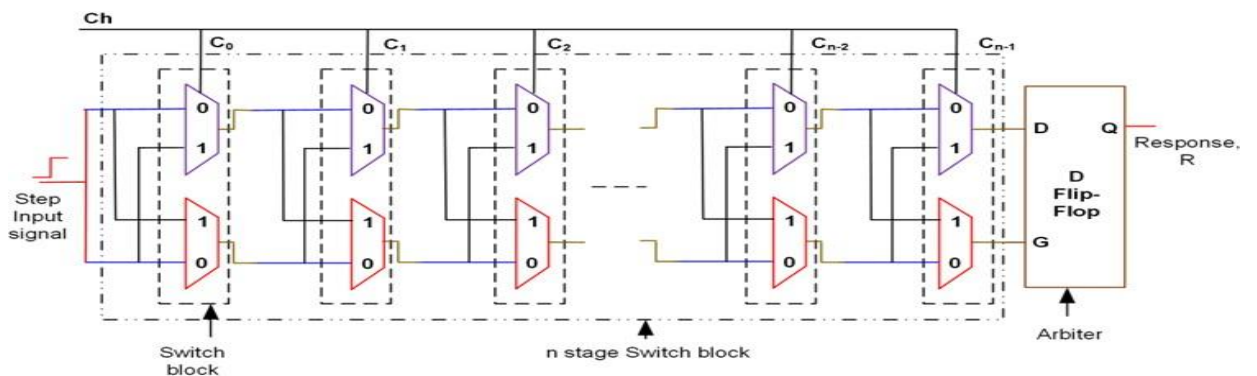 Ch
C0
C1
C2
Cn-2
Cn-1
0
0
0
0
0
1
1
1
1
1
D
Q
Response,
R
Step
Input
signal
D
Flip-
Flop
1
1
1
1
1
G
0
0
0
0
0
Switch
block
n stage Switch block
Arbiter